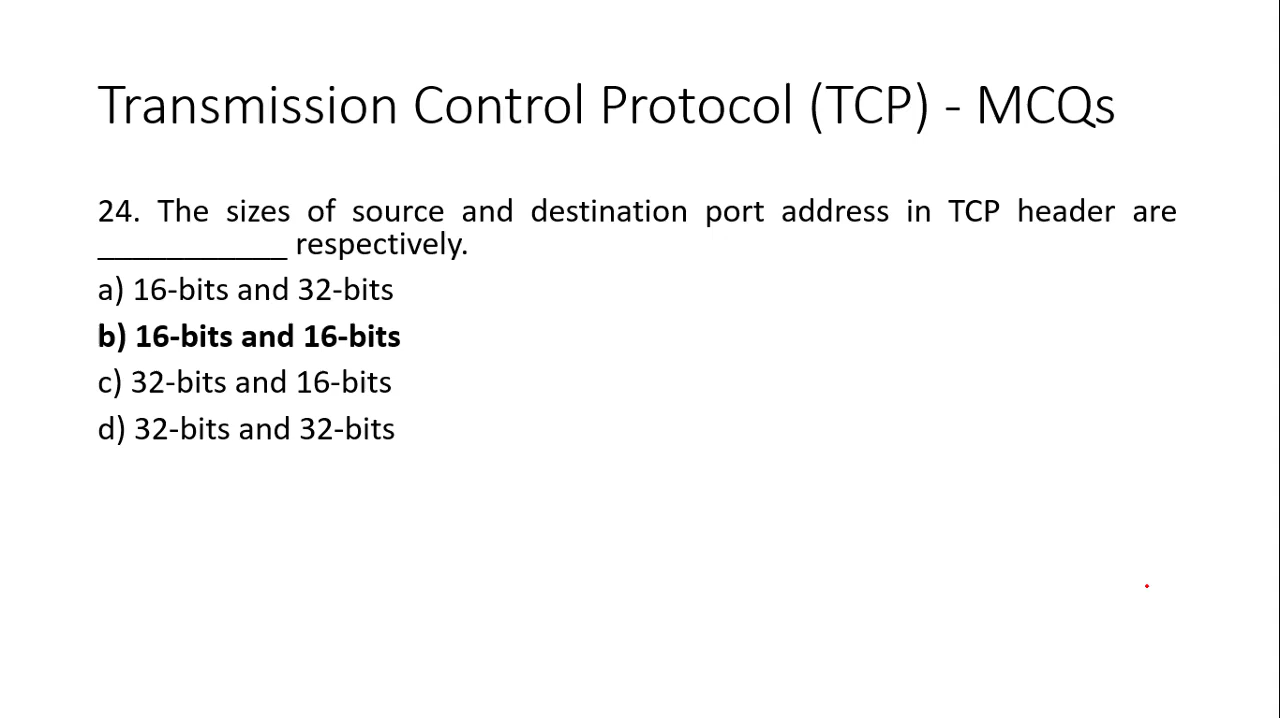 Transmission Control Protocol (TCP) - MCQs
24. The sizes of source and destination port address in TCP header are
____________ respectively.
a) 16-bits and 32-bits
b) 16-bits and 16-bits
c) 32-bits and 16-bits
d) 32-bits and 32-bits